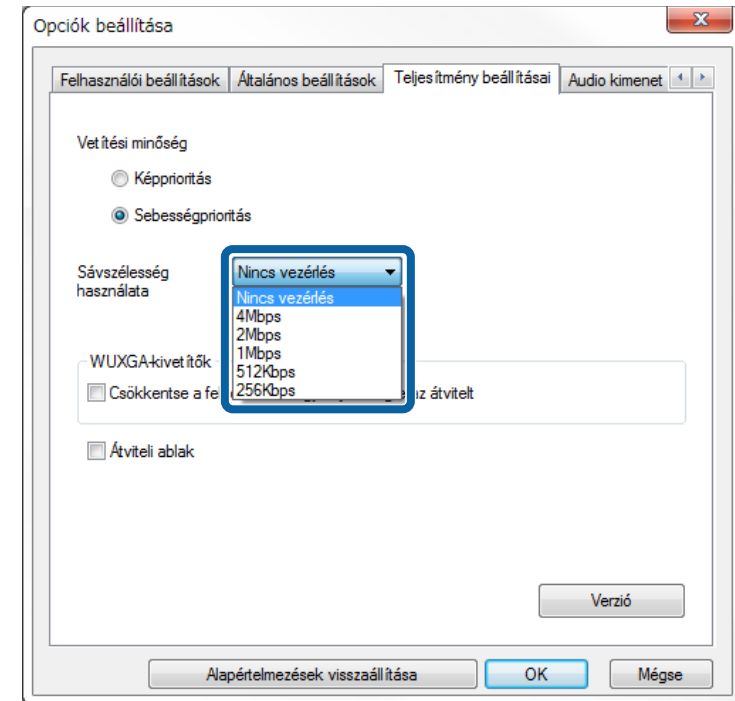 Opciók beállítása
Felhasználói beállítások Általános beállítások Teljesítmény beállításai Audio kimenet
Vetítési minőség
Képprioritás
Sebességprioritás
Sávszélesség
használata
Nincs vezérlés
Nincs vezérlés
4Mbps
2Mbps
1Mbps
512Kbps
256Kbps
WUXGA-kivetítők
Csökkentse a az átvitelt
Átviteli ablak
Verzió
Alapértelmezések visszaállítása OK Mégse